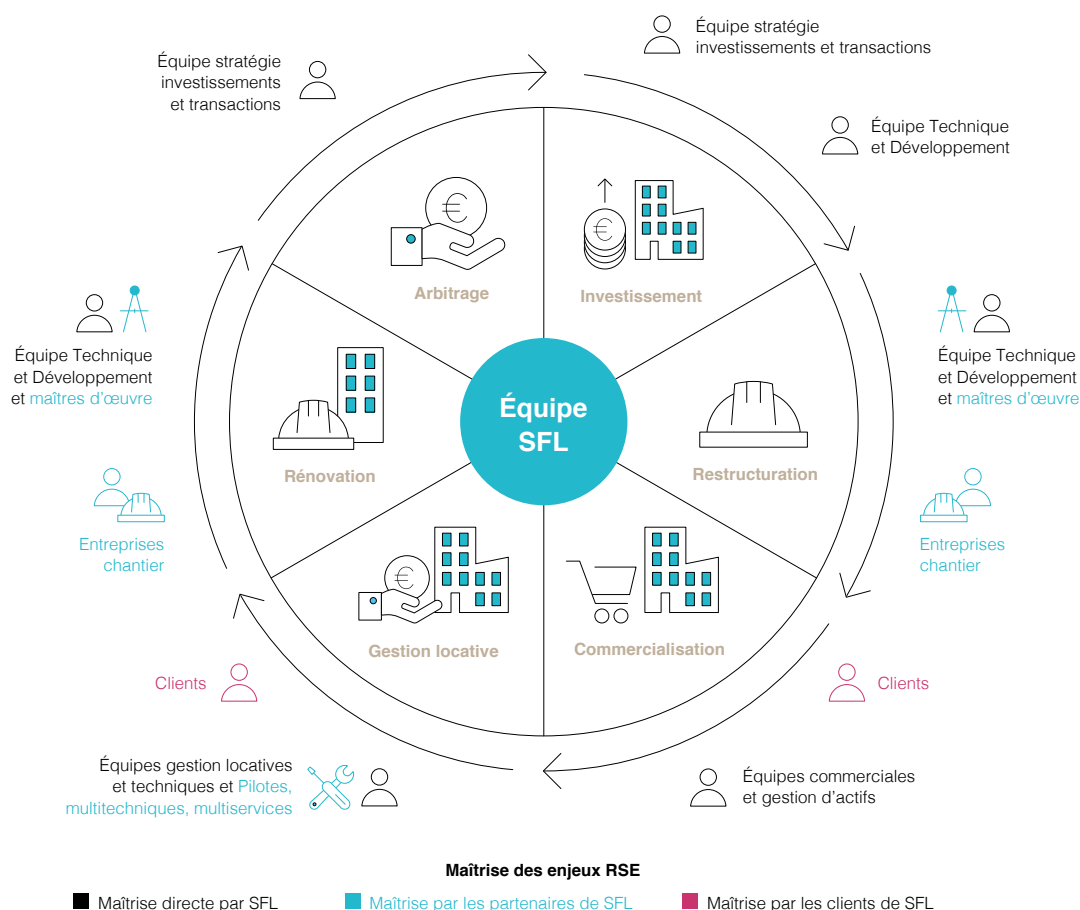 Équipe stratégie
investissements et transactions
Équipe stratégie
investissements
et transactions
Équipe Technique
et Développement
€
€
Arbitrage
Investissement
Équipe Technique
et Développement
et maîtres d'œuvre
Équipe Technique
et Développement
et maîtres d'œuvre
Équipe
SFL
Rénovation
Restructuration
Entreprises
chantier
Entreprises
chantier
€
Gestion locative
Commercialisation
Clients
Clients
Équipes gestion locatives
et techniques et Pilotes,
multitechniques, multiservices
Équipes commerciales
et gestion d'actifs
Maîtrise des enjeux RSE
Maîtrise directe par SFL
Maîtrise par les partenaires de SFL
Maîtrise par les clients de SFL